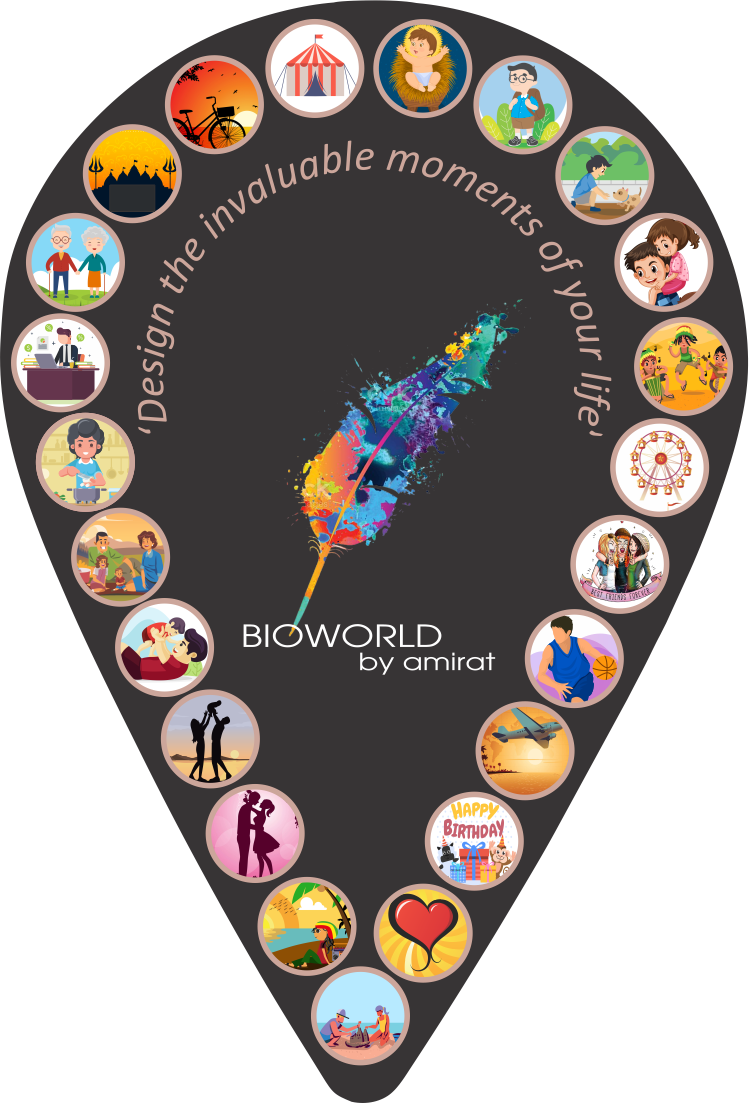 ‘Design the invaluable moments of your life’
BIOWORLD
by amirat
BEST FRIENDS FOREVER
HAPPY
BIRTHDAY